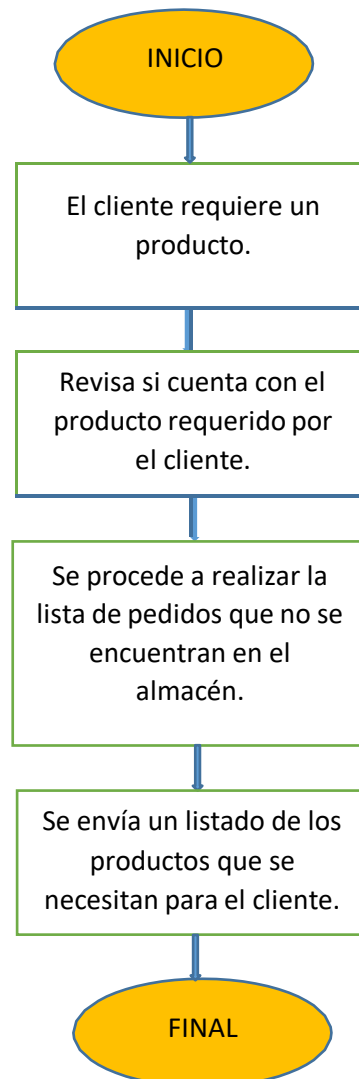 INICIO
El cliente requiere un
producto.
Revisa si cuenta con el
producto requerido por
el cliente.
Se procede a realizar la
lista de pedidos que no se
encuentran en el
almacén.
Se envía un listado de los
productos que se
necesitan para el cliente.
FINAL